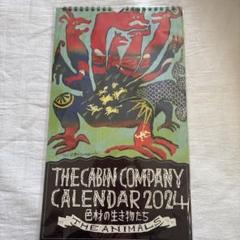 THE CABIN COMPANY
CALENDAR 2024
色材の生き物たち
THE ANIMALS